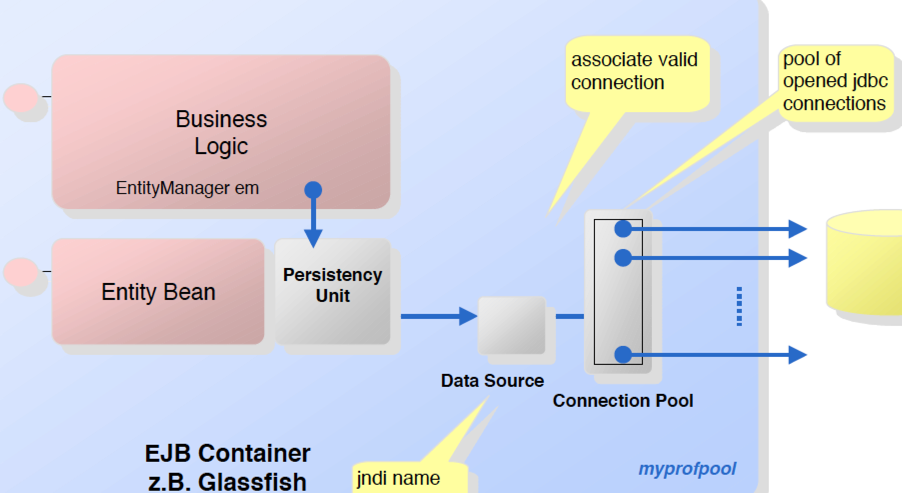 associate valid
connection
pool of
opened jdbc
connections
Business
Logic
EntityManager em
Entity Bean
Persistency
Unit
Data Source
Connection Pool
EJB Container
z.B. Glassfish
jndi name
myprofpool